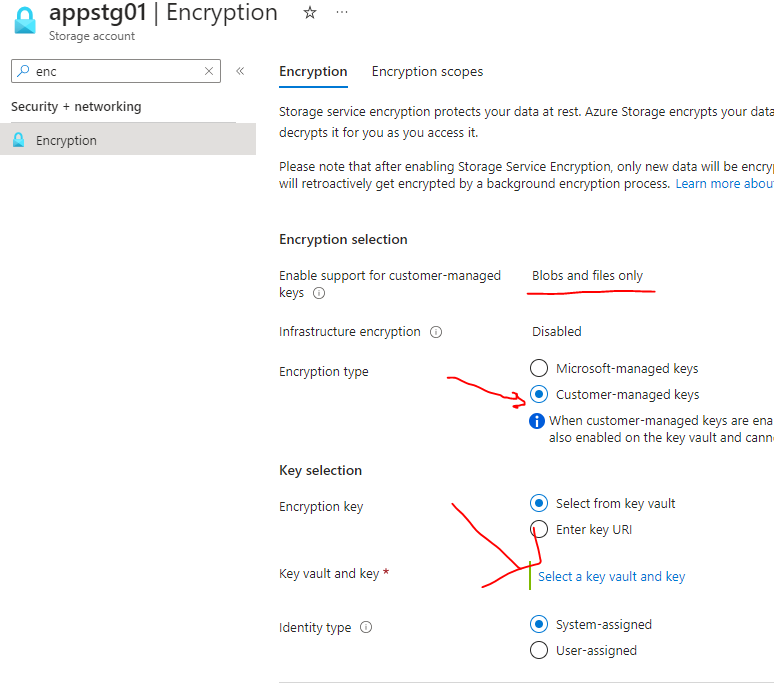 appstg01 | Encryption ☆ ...
Storage account
enc
Security + networking
Encryption
Encryption Encryption scopes
Storage service encryption protects your data at rest. Azure Storage encrypts your data
decrypts it for you as you access it.
Please note that after enabling Storage Service Encryption, only new data will be encry
will retroactively get encrypted by a background encryption process. Learn more abou
Encryption selection
Enable support for customer-managed keys Blobs and files only
Infrastructure encryption Disabled
Encryption type Microsoft-managed keys
Customer-managed keys
When customer-managed keys are ena
also enabled on the key vault and cann
Key selection
Encryption key Select from key vault
Enter key URI
Key vault and key * Select a key vault and key
Identity type System-assigned
User-assigned